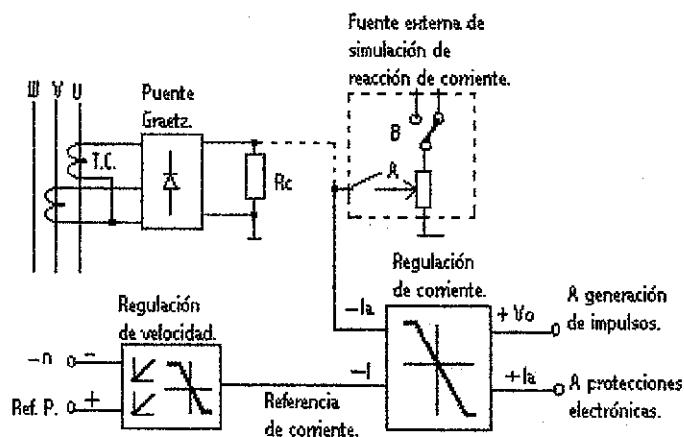 Fuente externa de
simulación de
reacción de corriente.
W V U
Puente
Graetz.
T.C.
Rc
B
A
Regulación
de corriente.
-Ia
+Vo
A generación
de impulsos.
Regulación
de velocidad.
-n
-
-I
+Ia
A protecciones
electrónicas.
Ref. P.
+
Referencia
de corriente.